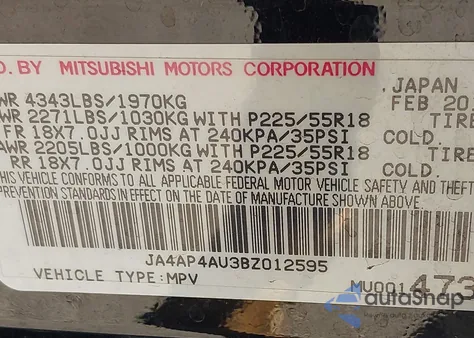 D. BY MITSUBISHI MOTORS CORPORATION
JAPAN
WR 4343LBS/1970KG FEB 20
WR 2271LBS/1030KG WITH P225/55R18 TIRE
FR 18X7.0JJ RIMS AT 240KPA/35PSI COLD.
AWR 2205LBS/1000KG WITH P225/55R18 TIRE
RR 18X7.0JJ RIMS AT 240KPA/35PSI COLD.
THIS VEHICLE CONFORMS TO ALL APPLICABLE FEDERAL MOTOR VEHICLE SAFETY AND THEFT
PREVENTION STANDARDS IN EFFECT ON THE DATE OF MANUFACTURE SHOWN ABOVE.
JA4AP4AU3BZ012595
VEHICLE TYPE:MPV MU001473
autoSnap